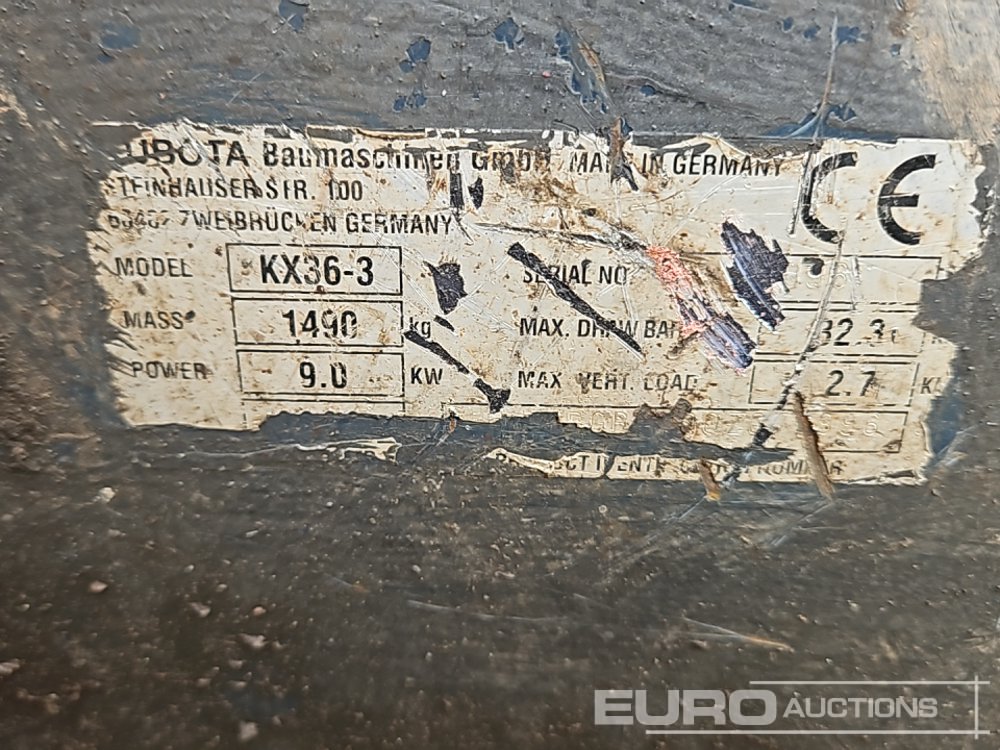 UBOTA Baumaschinen GmbH MADE IN GERMANY CE
STEINHAUSER STR. 100
ZWEIBRÜCKEN GERMANY
MODEL KX36-3 SERIAL NO
MASS 1490 kg MAX. DRAW BAR 32.3
POWER 9.0 KW MAX. VERT. LOAD 2.7
EURO AUCTIONS